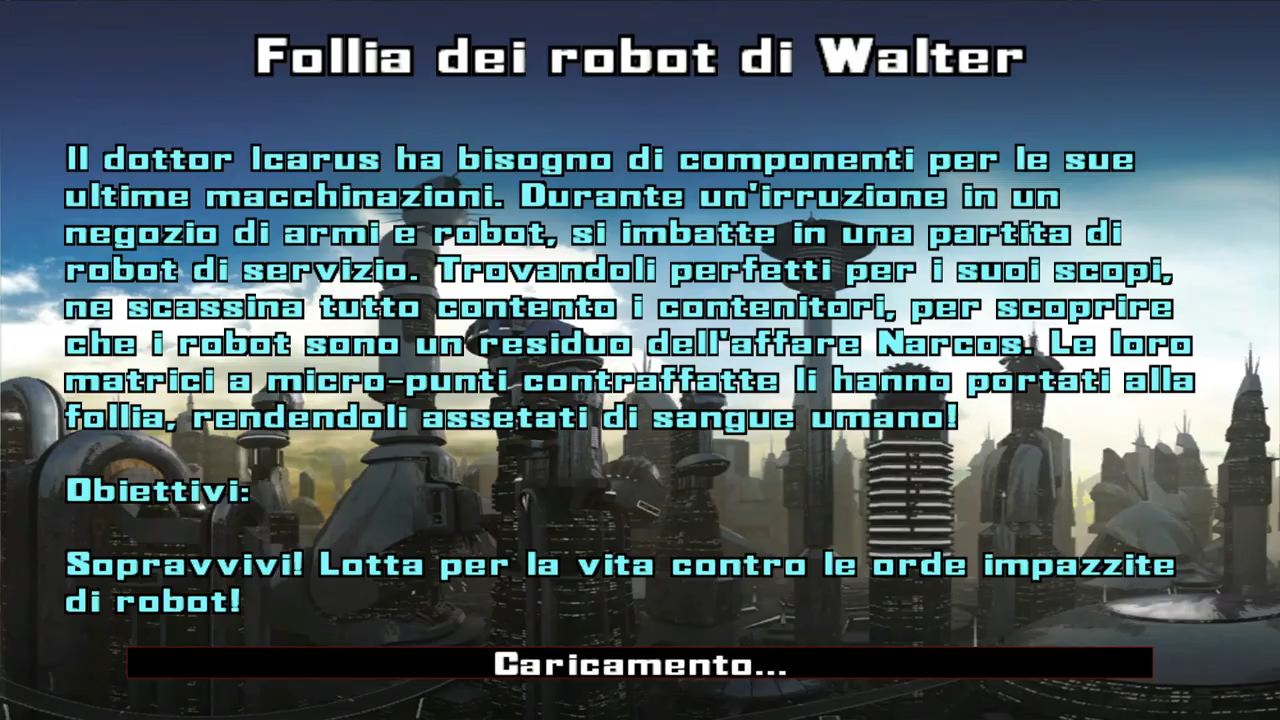 Follia dei robot di Walter
Il dottor Icarus ha bisogno di componenti per le sue
ultime macchinazioni. Durante un'irruzione in un
negozio di armi e robot, si imbatte in una partita di
robot di servizio. Trovandoli perfetti per i suoi scopi,
ne scassina tutto contento i contenitori, per scoprire
che i robot sono un residuo dell'affare Narcos. Le loro
matrici a micro-punti contraffatte li hanno portati alla
follia, rendendoli assetati di sangue umano!
Obiettivi:
Sopravvivi! Lotta per la vita contro le orde impazzite
di robot!
Caricamento...